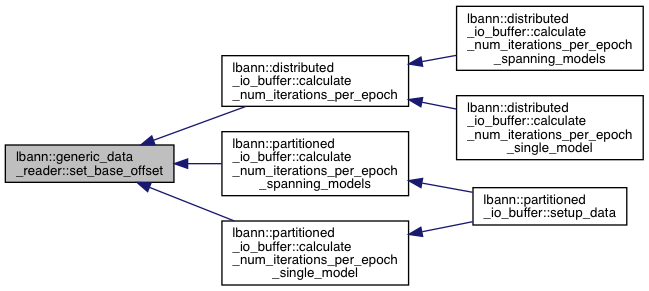 lbann::generic_data
_reader::set_base_offset
lbann::distributed
_io_buffer::calculate
_num_iterations_per_epoch
lbann::distributed
_io_buffer::calculate
_num_iterations_per_epoch
_spanning_models
lbann::distributed
_io_buffer::calculate
_num_iterations_per_epoch
_single_model
lbann::partitioned
_io_buffer::calculate
_num_iterations_per_epoch
_spanning_models
lbann::partitioned
_io_buffer::setup_data
lbann::partitioned
_io_buffer::calculate
_num_iterations_per_epoch
_single_model